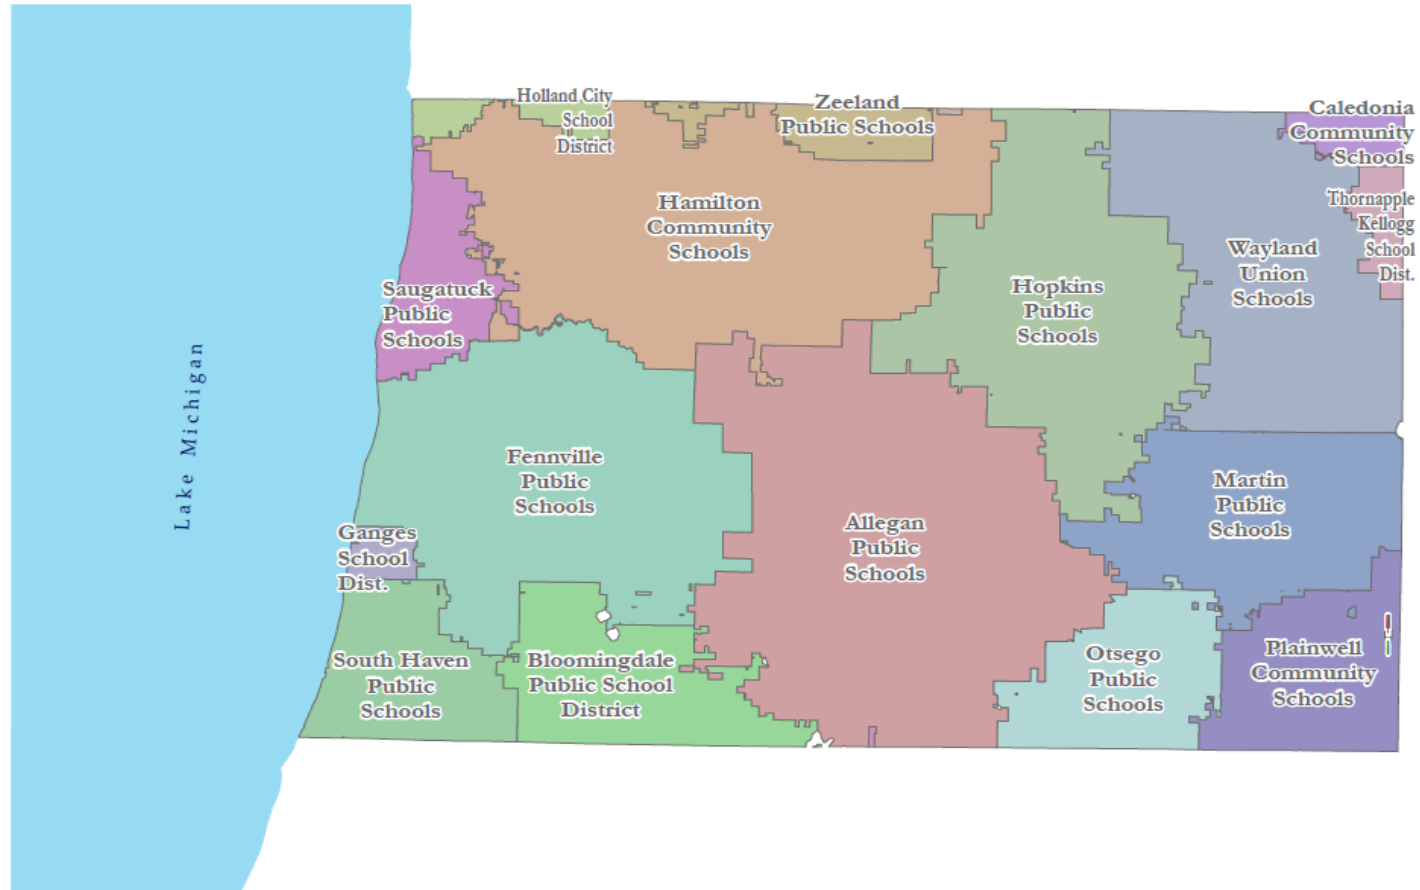 Holland City
School
District
Zeeland
Public Schools
Caledonia
Community
Schools
Thornapple
Kellogg
School
Dist.
Hamilton
Community
Schools
Wayland
Union
Schools
Saugatuck
Public
Schools
Hopkins
Public
Schools
Lake Michigan
Fennville
Public
Schools
Martin
Public
Schools
Ganges
School
Dist.
Allegan
Public
Schools
South Haven
Public
Schools
Bloomingdale
Public School
District
Otsego
Public
Schools
Plainwell
Community
Schools